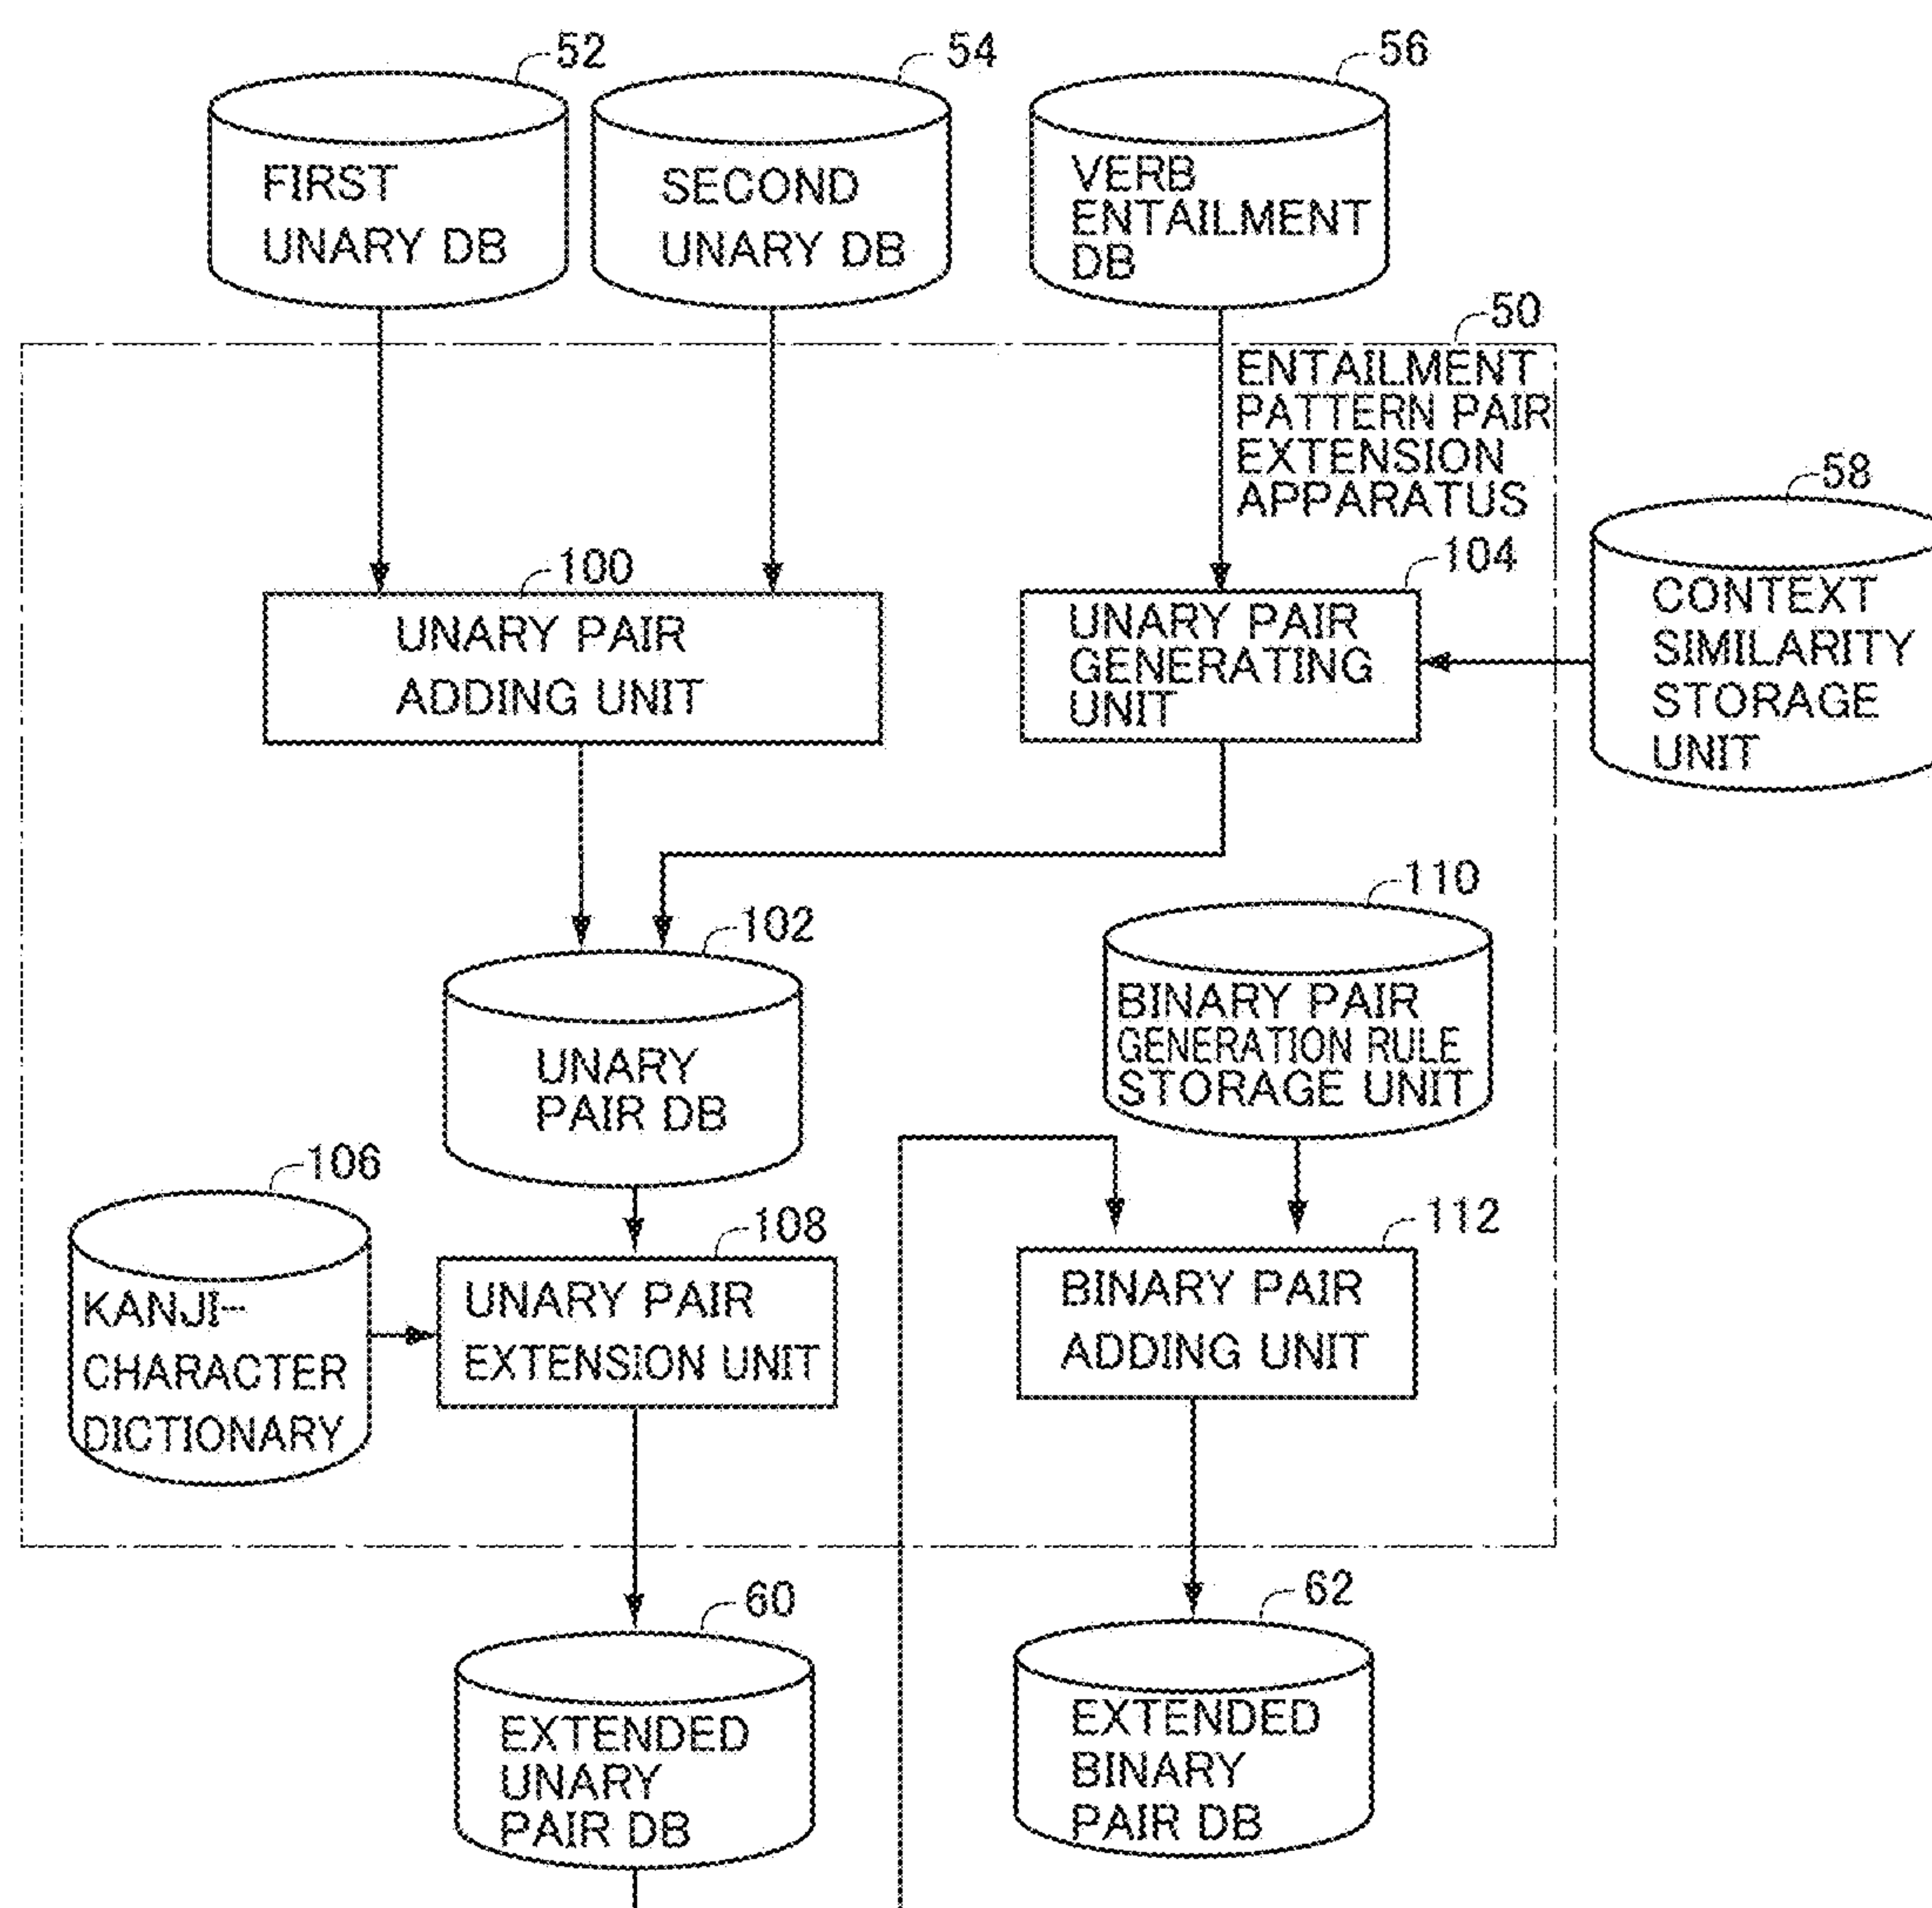 52
54
56
FIRST
UNARY DB
SECOND
UNARY DB
VERB
ENTAILMENT
DB
50
ENTAILMENT
PATTERN PAIR
EXTENSION
APPARATUS
58
CONTEXT
SIMILARITY
STORAGE
UNIT
100
UNARY PAIR
ADDING UNIT
104
UNARY PAIR
GENERATING
UNIT
102
UNARY
PAIR DB
110
BINARY PAIR
GENERATION RULE
STORAGE UNIT
106
KANJI-
CHARACTER
DICTIONARY
108
UNARY PAIR
EXTENSION UNIT
112
BINARY PAIR
ADDING UNIT
60
EXTENDED
UNARY
PAIR DB
62
EXTENDED
BINARY
PAIR DB